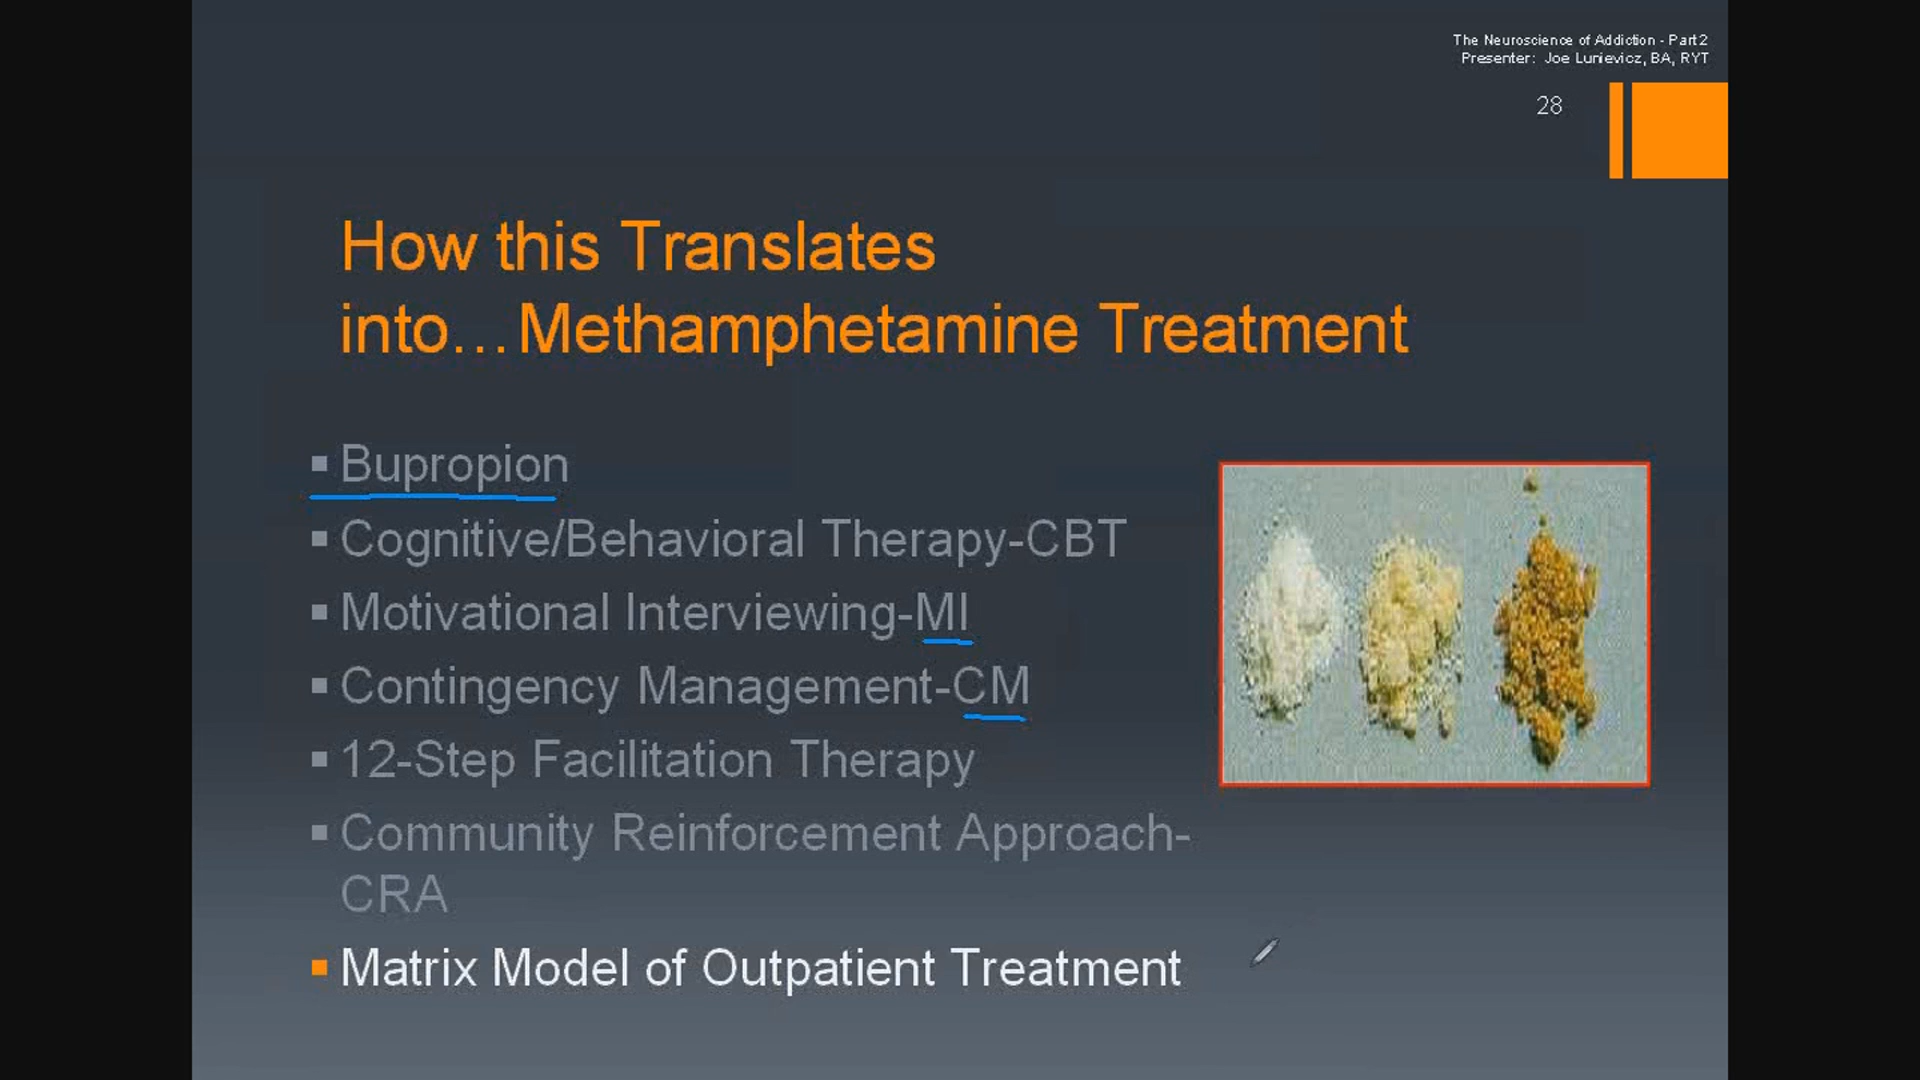 The Neuroscience of Addiction - Part 2
Presenter: Joe Lunievicz, BA, RYT
28
How this Translates
into...Methamphetamine Treatment
▪ Bupropion
▪ Cognitive/Behavioral Therapy-CBT
▪ Motivational Interviewing-MI
▪ Contingency Management-CM
▪ 12-Step Facilitation Therapy
▪ Community Reinforcement Approach-
CRA
▪ Matrix Model of Outpatient Treatment